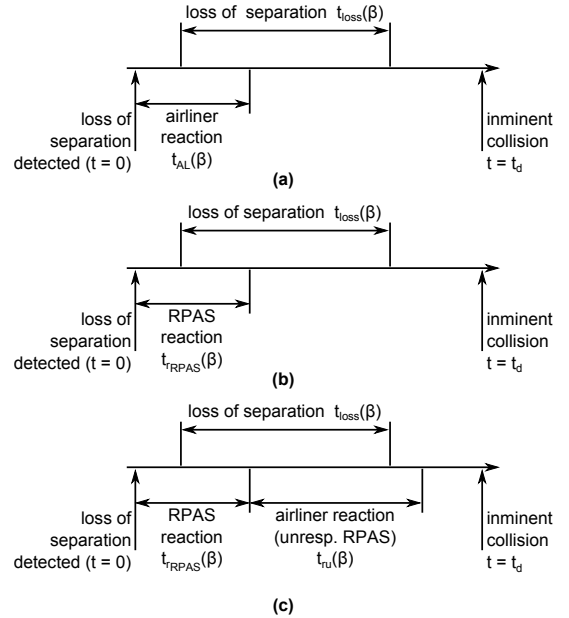 loss of separation t_loss(β)
loss of
separation
detected (t = 0)
airliner
reaction
t_AL(β)
inminent
collision
t = t_d
(a)
loss of separation t_loss(β)
loss of
separation
detected (t = 0)
RPAS
reaction
t_rRPAS(β)
inminent
collision
t = t_d
(b)
loss of separation t_loss(β)
loss of
separation
detected (t = 0)
RPAS
reaction
t_rRPAS(β)
airliner reaction
(unresp. RPAS)
t_ru(β)
inminent
collision
t = t_d
(c)